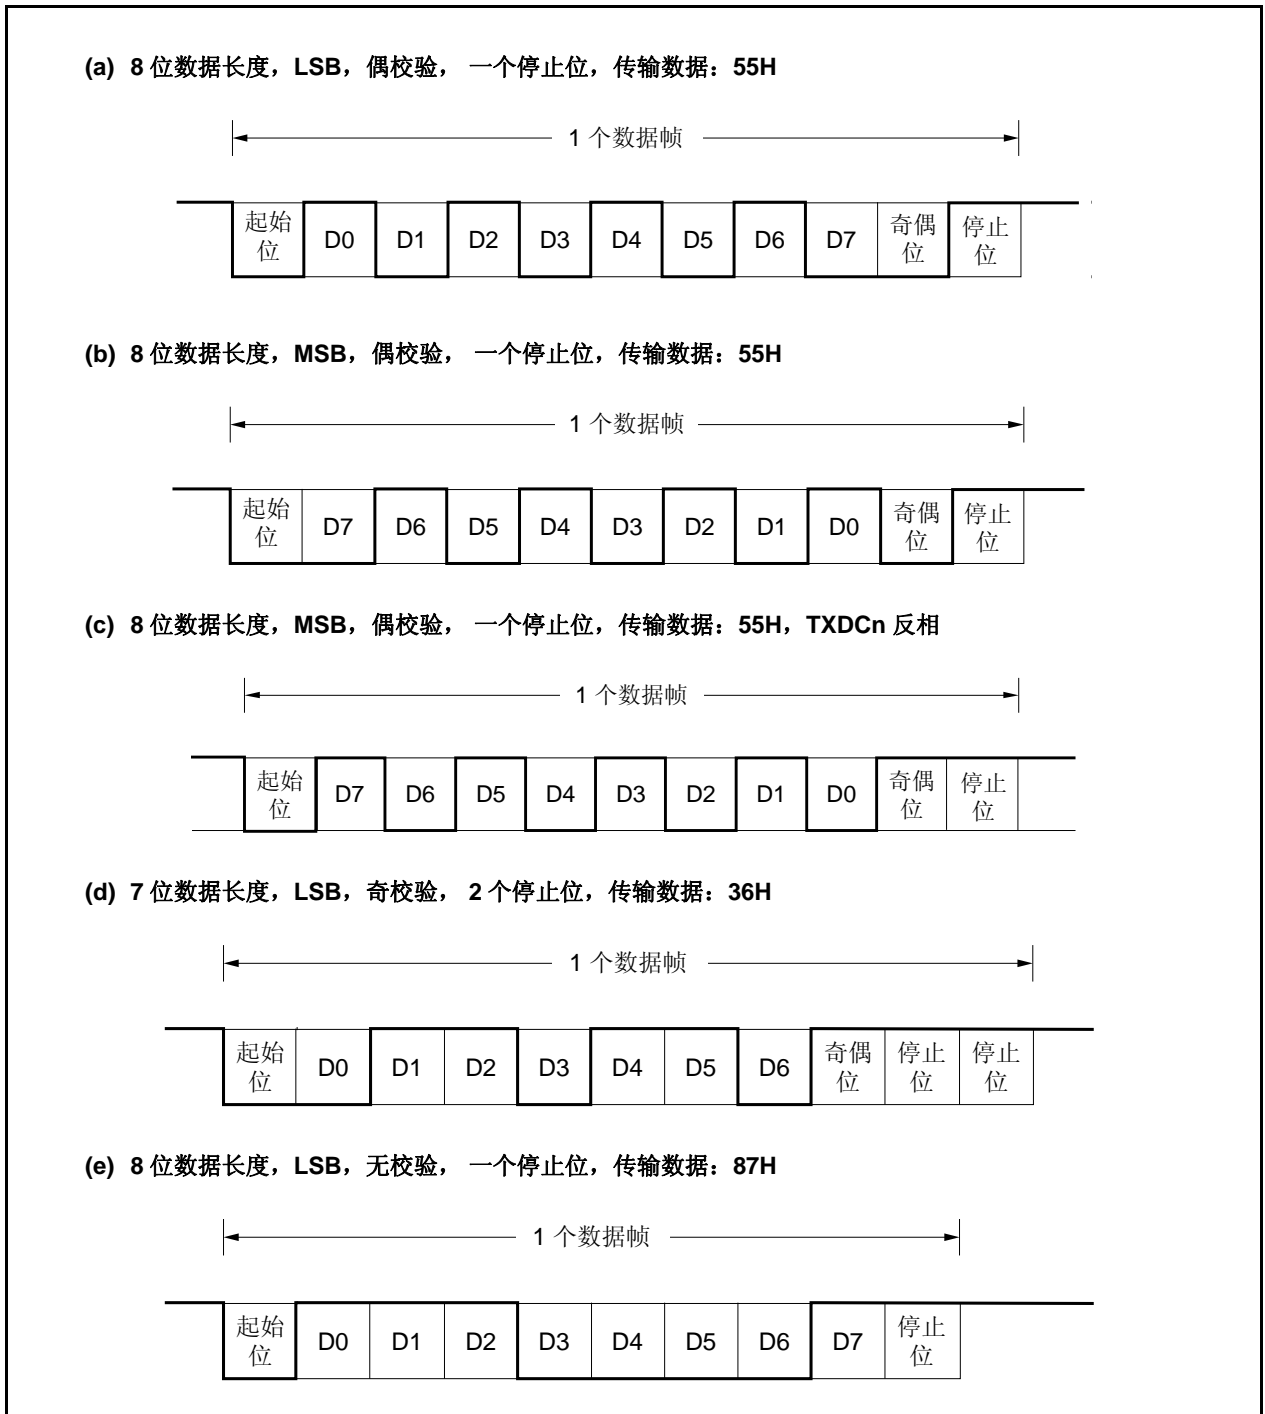 (a) 8 位数据长度，LSB，偶校验， 一个停止位，传输数据：55H
1 个数据帧
起始位 D0 D1 D2 D3 D4 D5 D6 D7 奇偶位 停止位
(b) 8 位数据长度，MSB，偶校验， 一个停止位，传输数据：55H
1 个数据帧
起始位 D7 D6 D5 D4 D3 D2 D1 D0 奇偶位 停止位
(c) 8 位数据长度，MSB，偶校验， 一个停止位，传输数据：55H，TXDCn 反相
1 个数据帧
起始位 D7 D6 D5 D4 D3 D2 D1 D0 奇偶位 停止位
(d) 7 位数据长度，LSB，奇校验， 2 个停止位，传输数据：36H
1 个数据帧
起始位 D0 D1 D2 D3 D4 D5 D6 奇偶位 停止位 停止位
(e) 8 位数据长度，LSB，无校验， 一个停止位，传输数据：87H
1 个数据帧
起始位 D0 D1 D2 D3 D4 D5 D6 D7 停止位